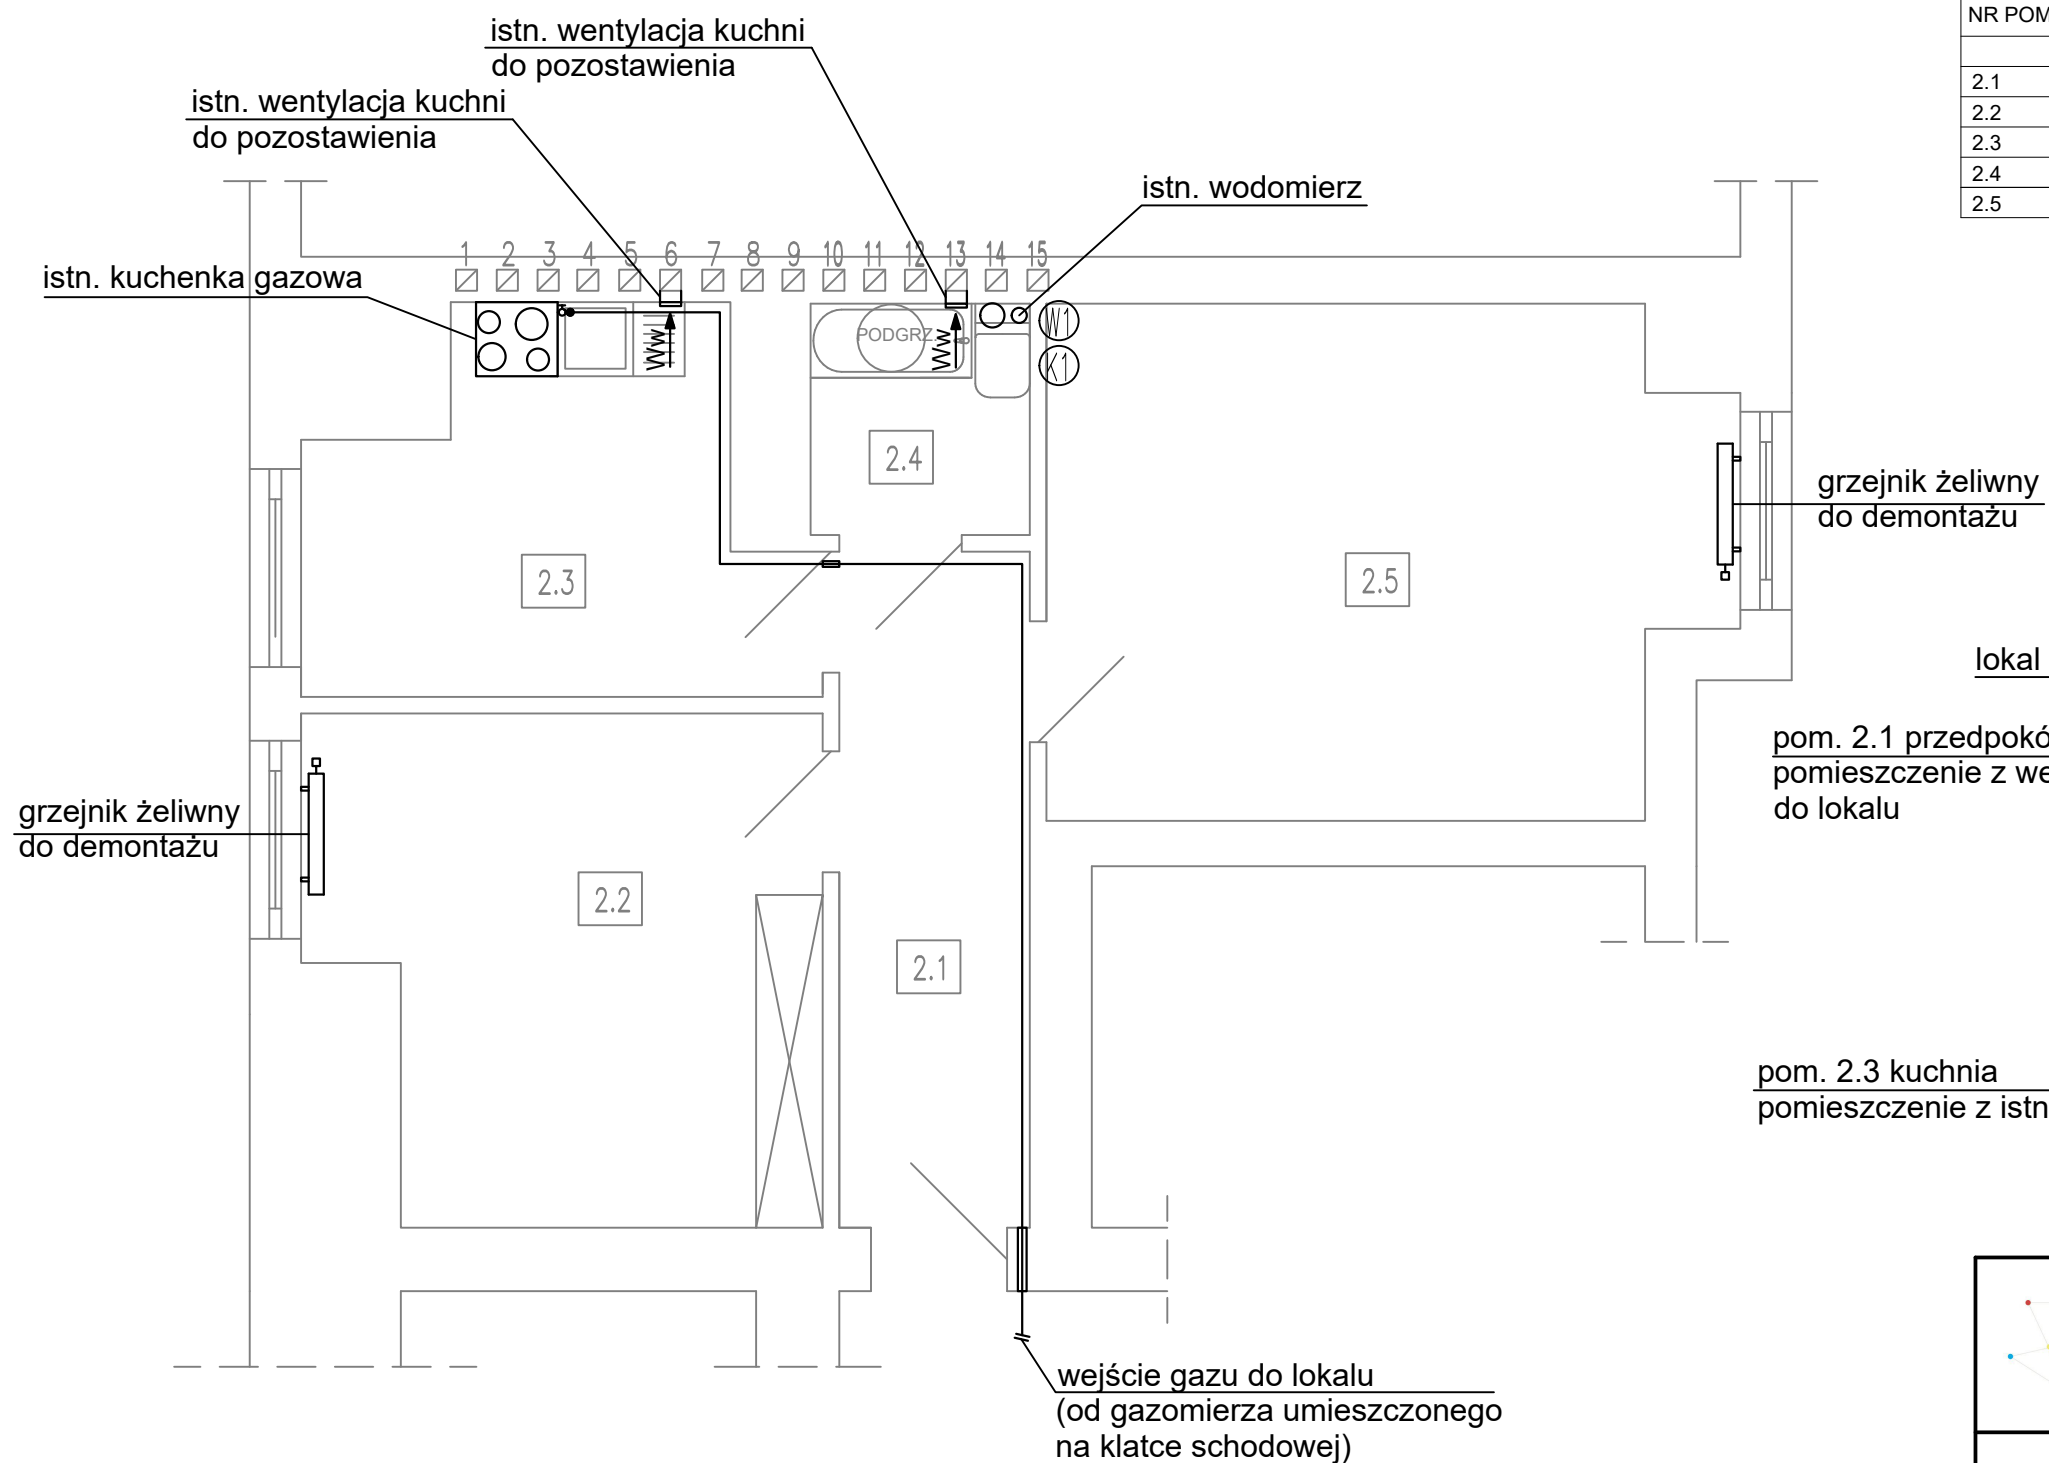 istn. wentylacja kuchni
do pozostawienia
istn. wentylacja kuchni
do pozostawienia
istn. wodomierz
istn. kuchenka gazowa
NR POM
2.1
2.2
2.3
2.4
2.5
1 2 3 4 5 6 7 8 9 10 11 12 13 14 15
PODGRZ.
W
W
W1
K1
2.4
2.3
2.5
grzejnik żeliwny
do demontażu
lokal
pom. 2.1 przedpokó
pomieszczenie z we
do lokalu
grzejnik żeliwny
do demontażu
2.2
2.1
pom. 2.3 kuchnia
pomieszczenie z istn
wejście gazu do lokalu
(od gazomierza umieszczonego
na klatce schodowej)